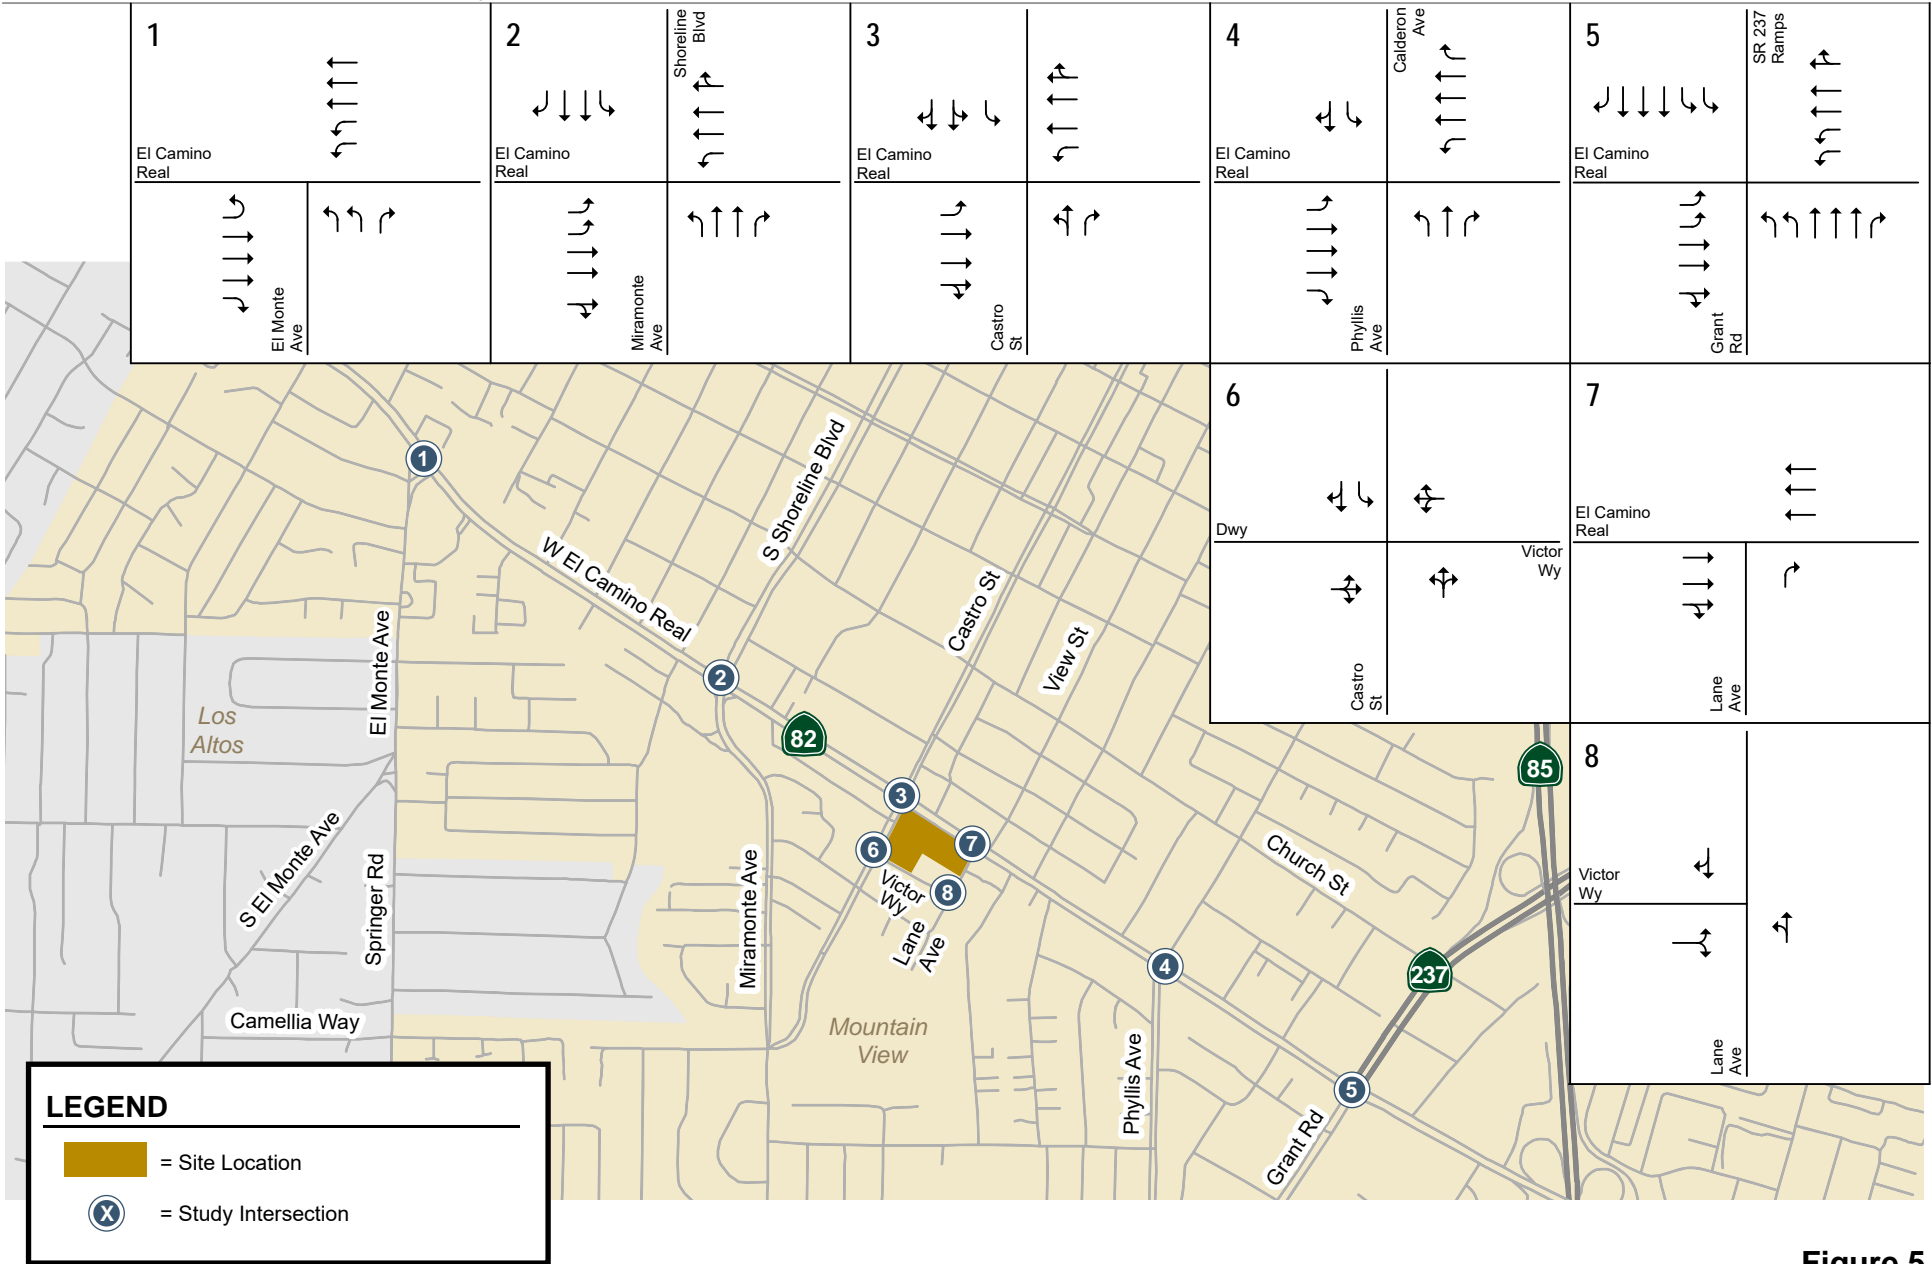 1
El Camino
Real
El Monte
Ave
2
Shoreline
Blvd
El Camino
Real
Miramonte
Ave
3
El Camino
Real
Castro
St
4
Calderon
Ave
El Camino
Real
Phyllis
Ave
5
SR 237
Ramps
El Camino
Real
Grant
Rd
6
Dwy
Victor
Wy
Castro
St
7
El Camino
Real
Lane
Ave
8
Victor
Wy
Lane
Ave
1
S Shoreline Blvd
W El Camino Real
Castro St
View St
El Monte Ave
2
Los
Altos
82
85
3
7
6
8
Victor
Wy
Lane
Ave
Church St
S El Monte Ave
Springer Rd
Miramonte Ave
4
237
Camellia Way
Mountain
View
Phyllis Ave
5
Grant Rd
LEGEND
= Site Location
X
= Study Intersection
Figure 5